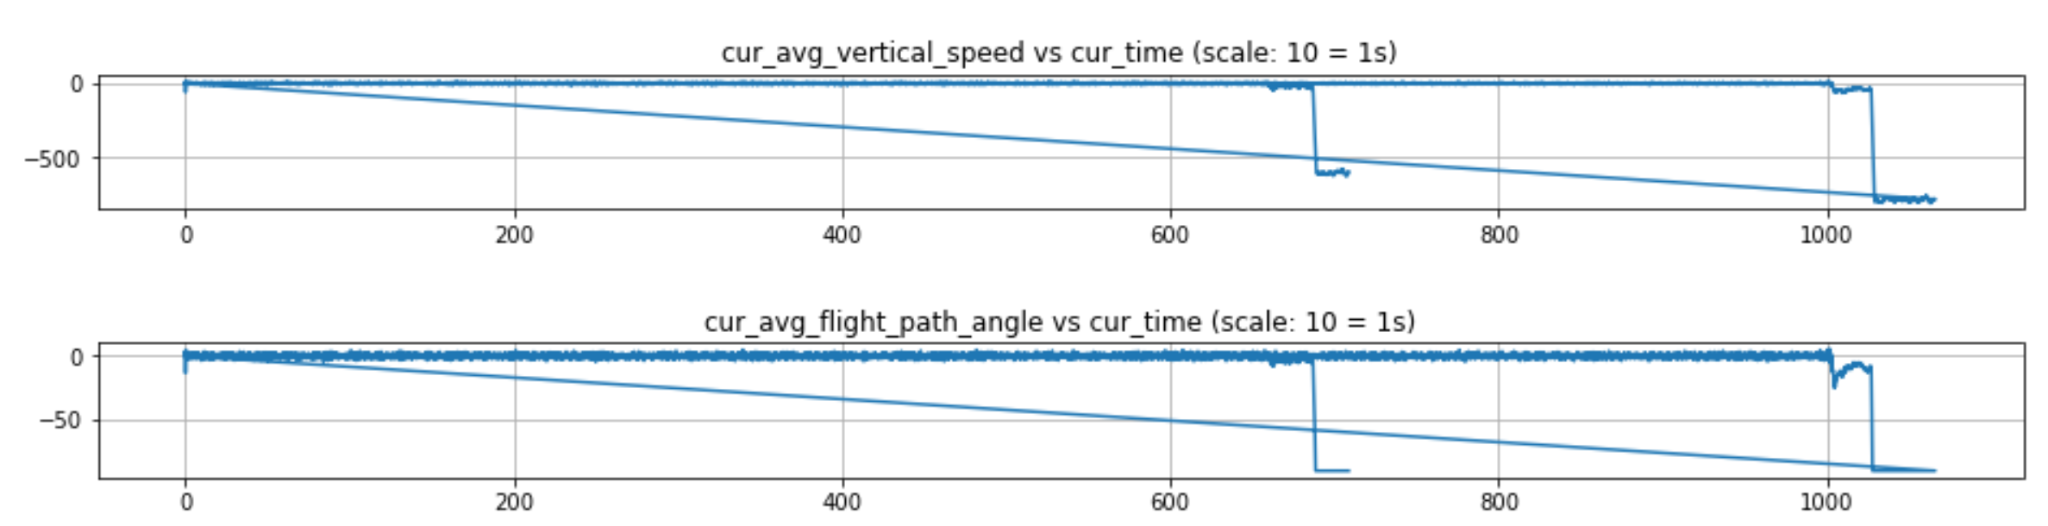 cur_avg_vertical_speed vs cur_time (scale: 10 = 1s)
0
−500
0 200 400 600 800 1000
cur_avg_flight_path_angle vs cur_time (scale: 10 = 1s)
0
−50
0 200 400 600 800 1000